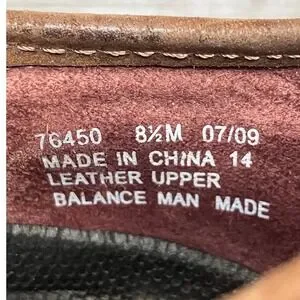 76450 8½M 07/09
MADE IN CHINA 14
LEATHER UPPER
BALANCE MAN MADE